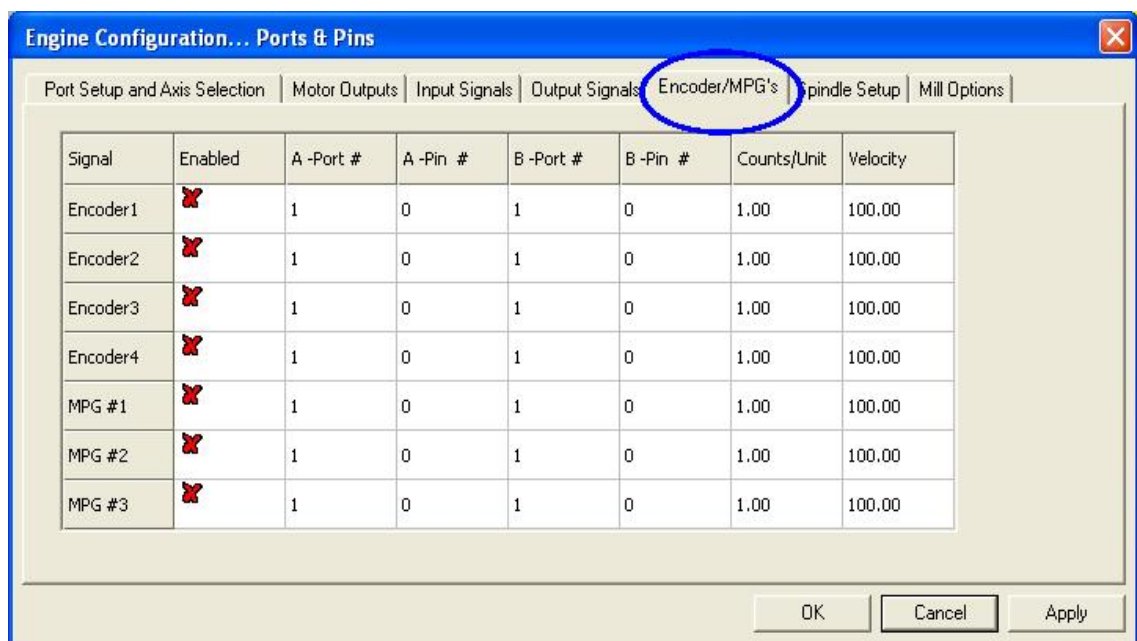 Engine Configuration... Ports & Pins
Port Setup and Axis Selection Motor Outputs Input Signals Output Signals Encoder/MPG's Spindle Setup Mill Options
Signal Enabled A -Port # A -Pin # B -Port # B -Pin # Counts/Unit Velocity
Encoder1 1 0 1 0 1.00 100.00
Encoder2 1 0 1 0 1.00 100.00
Encoder3 1 0 1 0 1.00 100.00
Encoder4 1 0 1 0 1.00 100.00
MPG #1 1 0 1 0 1.00 100.00
MPG #2 1 0 1 0 1.00 100.00
MPG #3 1 0 1 0 1.00 100.00
OK Cancel Apply